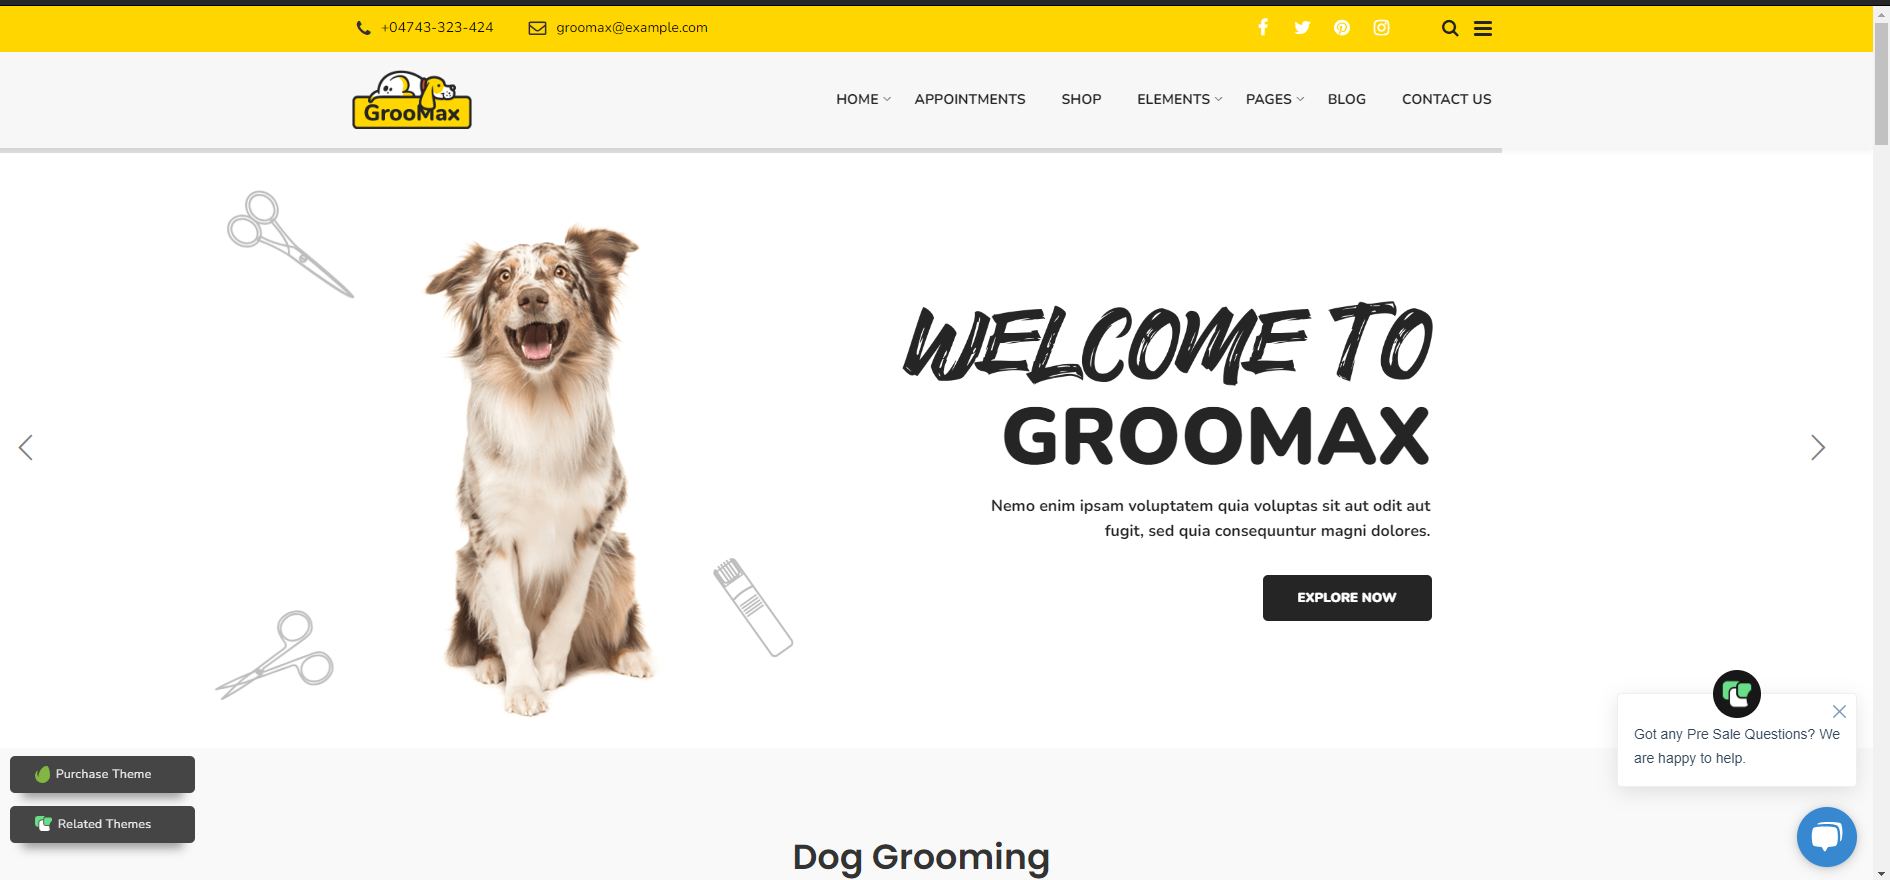 +04743-323-424
groomax@example.com
GrooMax
HOME
APPOINTMENTS
SHOP
ELEMENTS
PAGES
BLOG
CONTACT US
WELCOME TO
GROOMAX
Nemo enim ipsam voluptatem quia voluptas sit aut odit aut
fugit, sed quia consequuntur magni dolores.
EXPLORE NOW
Got any Pre Sale Questions? We
are happy to help.
Purchase Theme
Related Themes
Dog Grooming